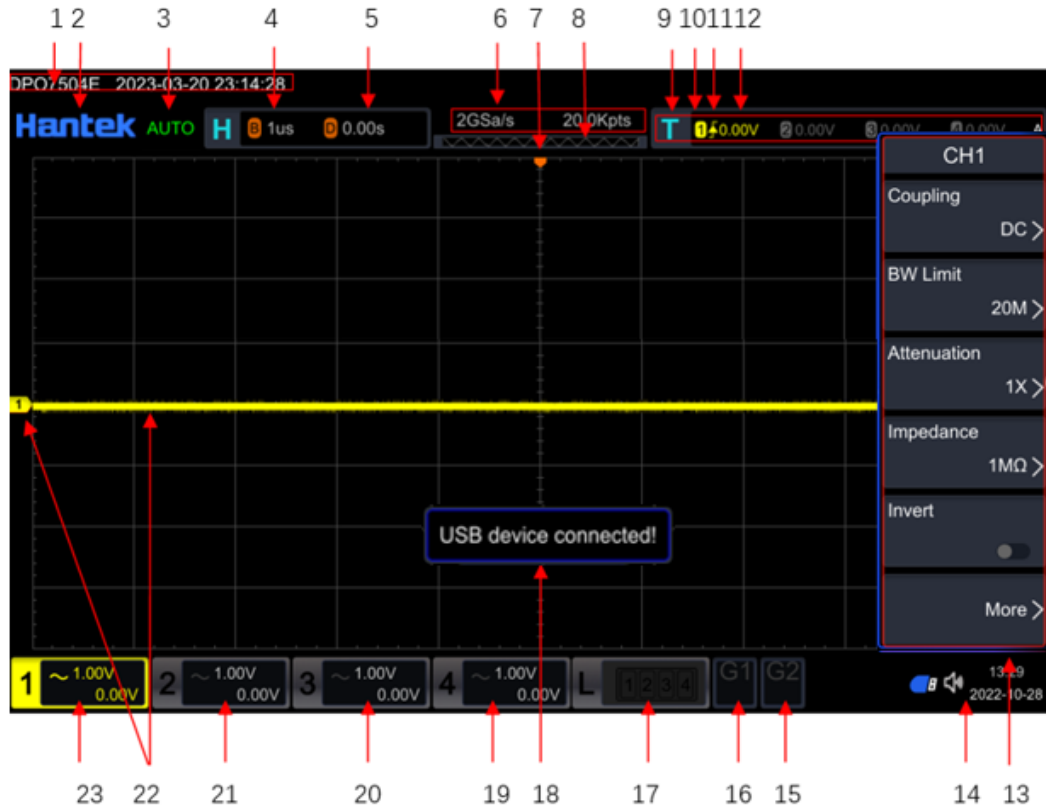 1 2 3 4 5 6 7 8 9 10 11 12
DPO7504E 2023-03-20 23:14:28
Hantek AUTO H B 1us D 0.00s 2GSa/s 20.0Kpts T 1 0.00V 2 0.00V 3 0.00V 4 0.00V A
CH1
Coupling
DC >
BW Limit
20M >
Attenuation
1X >
1
Impedance
1MΩ >
Invert
USB device connected!
More >
1 ~ 1.00V 2 ~ 1.00V 3 ~ 1.00V 4 ~ 1.00V L 1 2 3 4 G1 G2 13:29
0.00V 0.00V 0.00V 0.00V 2022-10-28
23 22 21 20 19 18 17 16 15 14 13